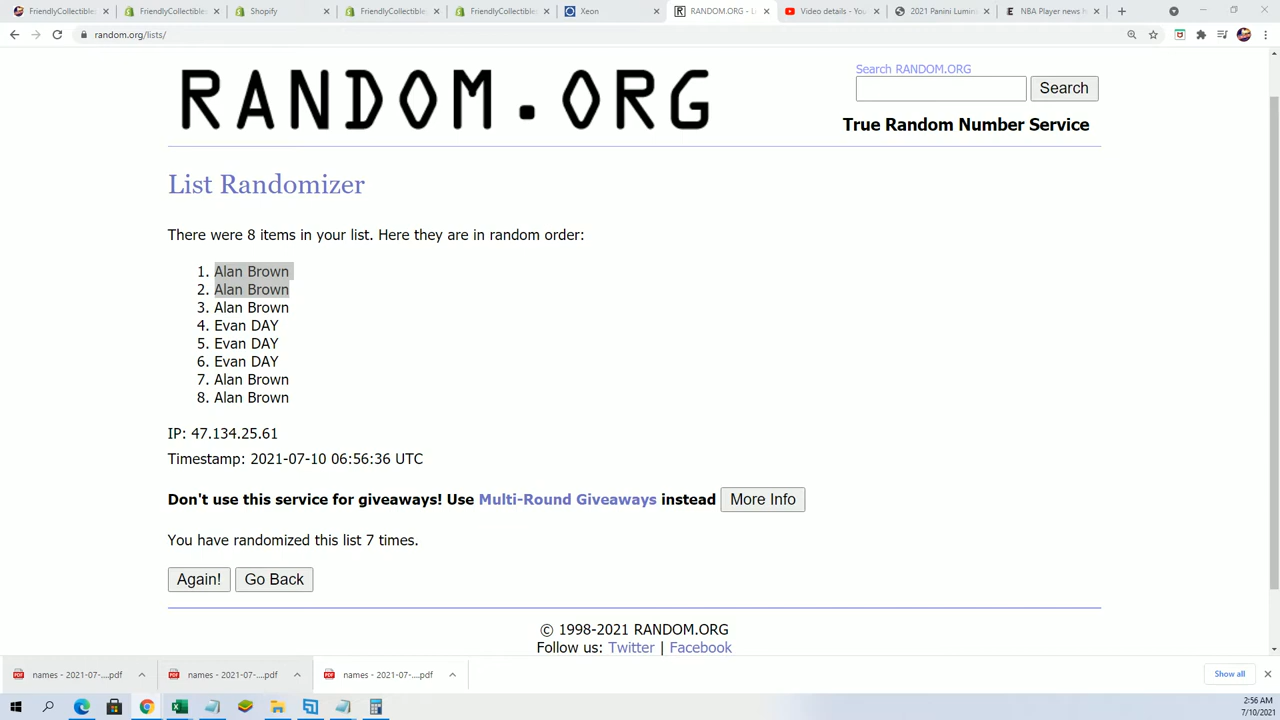 FriendlyCollectibles
FriendlyCollectibles
Shopify
FriendlyCollectibles
FriendlyCollectibles
Xeon
RANDOM.ORG - L
Video details - You
2021 Panini Lumin
NBA Player news h
random.org/lists/
RANDOM.ORG
Search RANDOM.ORG
Search
True Random Number Service
List Randomizer
There were 8 items in your list. Here they are in random order:
1. Alan Brown
2. Alan Brown
3. Alan Brown
4. Evan DAY
5. Evan DAY
6. Evan DAY
7. Alan Brown
8. Alan Brown
IP: 47.134.25.61
Timestamp: 2021-07-10 06:56:36 UTC
Don't use this service for giveaways! Use Multi-Round Giveaways instead More Info
You have randomized this list 7 times.
Again! Go Back
© 1998-2021 RANDOM.ORG
Follow us: Twitter | Facebook
names - 2021-07-....pdf
names - 2021-07-....pdf
names - 2021-07-....pdf
Show all
2:56 AM
7/10/2021